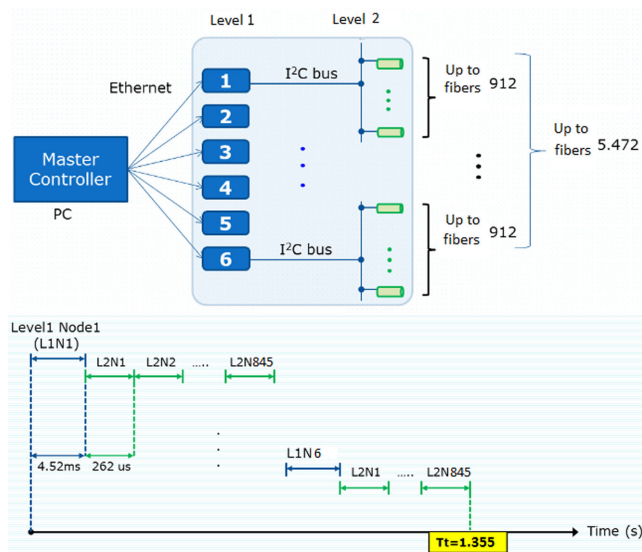 Level 1
Level 2
Ethernet
Master
Controller
PC
1
2
3
4
5
6
I²C bus
I²C bus
Up to
fibers 912
Up to
fibers 912
Up to
fibers 5.472
Level1 Node1
(L1N1)
L2N1
L2N2
.....
L2N845
4.52ms
262 us
L1N6
L2N1
.....
L2N845
Tt=1.355
Time (s)